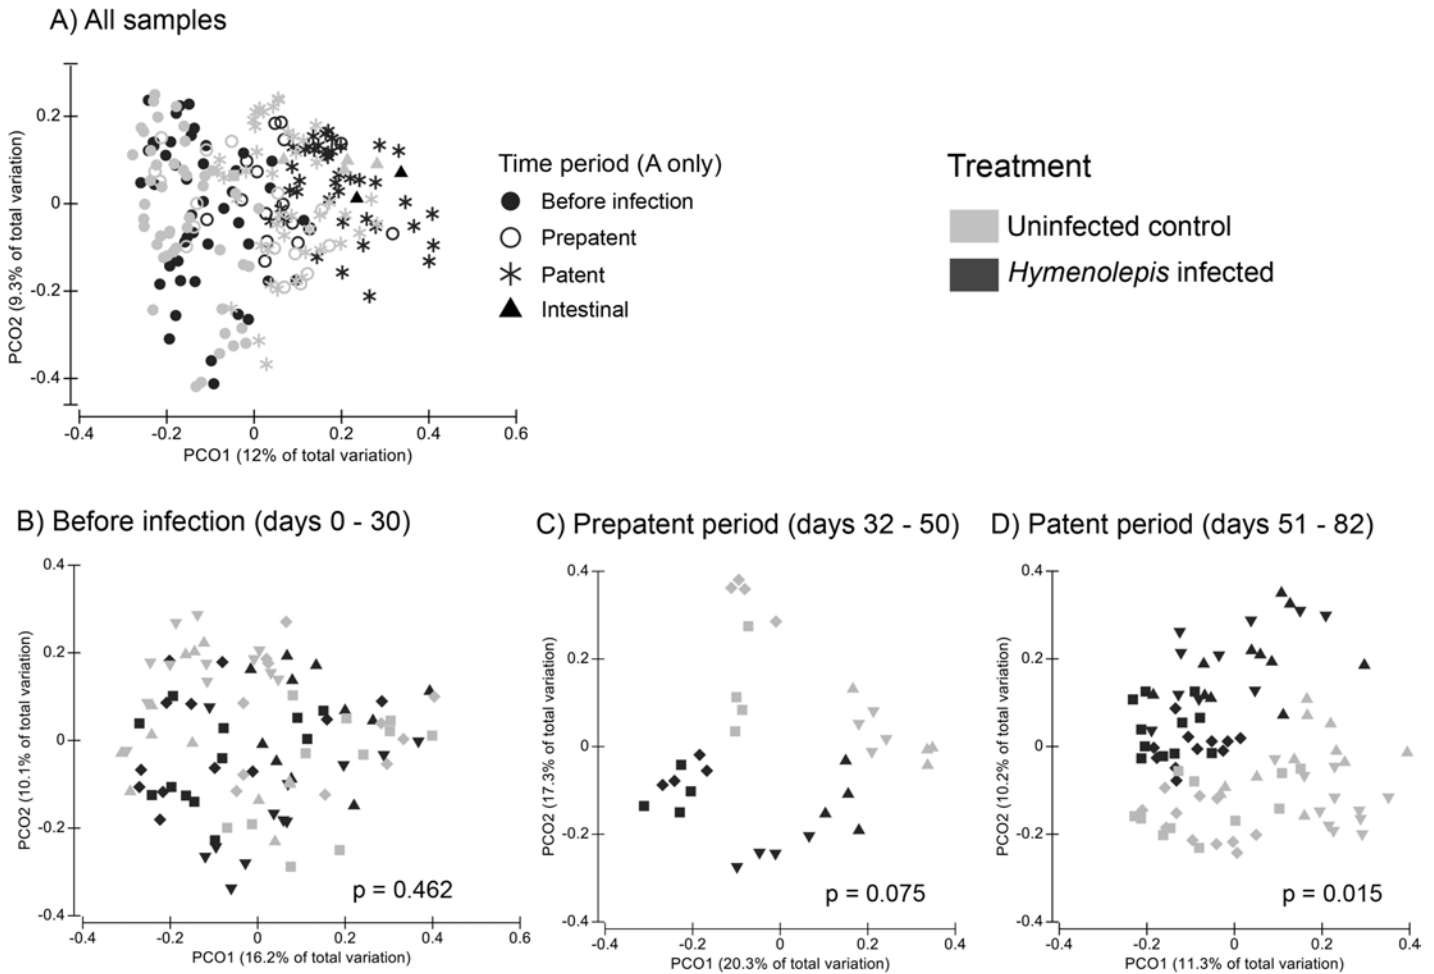 A) All samples
0.2
0
-0.2
-0.4
PCO2 (9.3% of total variation)
-0.4 -0.2 0 0.2 0.4 0.6
PCO1 (12% of total variation)
Time period (A only)
Before infection
Prepatent
Patent
Intestinal
Treatment
Uninfected control
Hymenolepis infected
B) Before infection (days 0 - 30)
0.4
0.2
0
-0.2
-0.4
PCO2 (10.1% of total variation)
p = 0.462
-0.4 -0.2 0 0.2 0.4 0.6
PCO1 (16.2% of total variation)
C) Prepatent period (days 32 - 50)
0.4
0.2
0
-0.2
-0.4
PCO2 (17.3% of total variation)
p = 0.075
-0.4 -0.2 0 0.2 0.4
PCO1 (20.3% of total variation)
D) Patent period (days 51 - 82)
0.4
0.2
0
-0.2
-0.4
PCO2 (10.2% of total variation)
p = 0.015
-0.4 -0.2 0 0.2 0.4
PCO1 (11.3% of total variation)